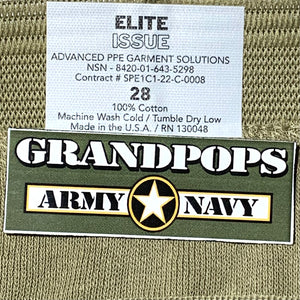 ELITE
ISSUE
ADVANCED PPE GARMENT SOLUTIONS
NSN - 8420-01-643-5298
Contract # SPE1C1-22-C-0008
28
100% Cotton
Machine Wash Cold / Tumble Dry Low
Made in the U.S.A. / RN 130048
GRANDPOPS
ARMY NAVY